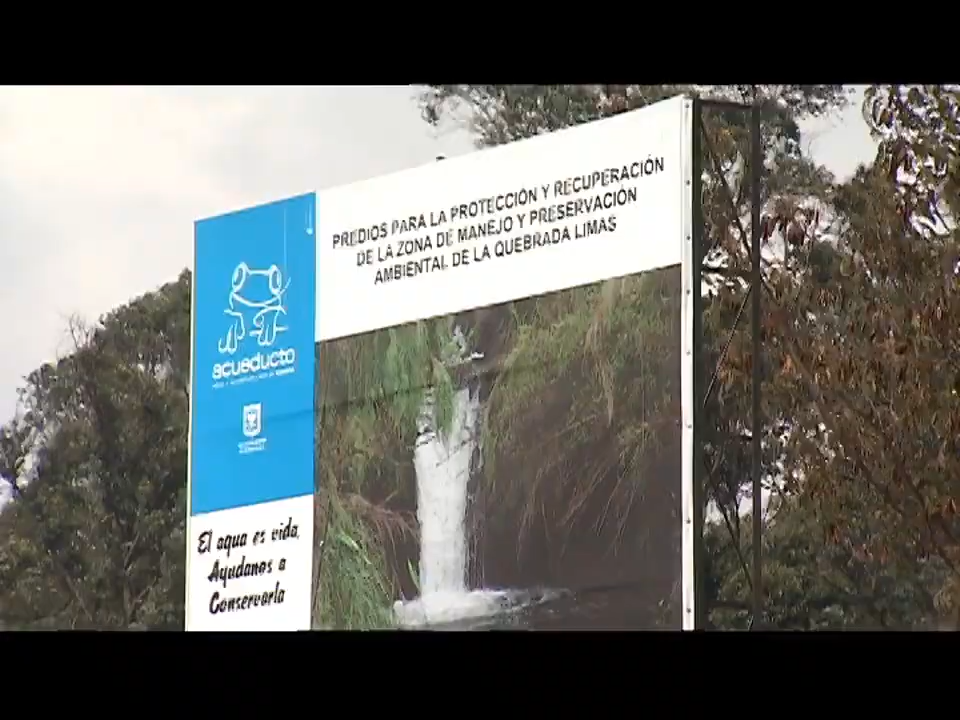 PREDIOS PARA LA PROTECCIÓN Y RECUPERACIÓN
DE LA ZONA DE MANEJO Y PRESERVACIÓN
AMBIENTAL DE LA QUEBRADA LIMAS
acueducto
El agua es vida,
Ayudanos a
Conservarla